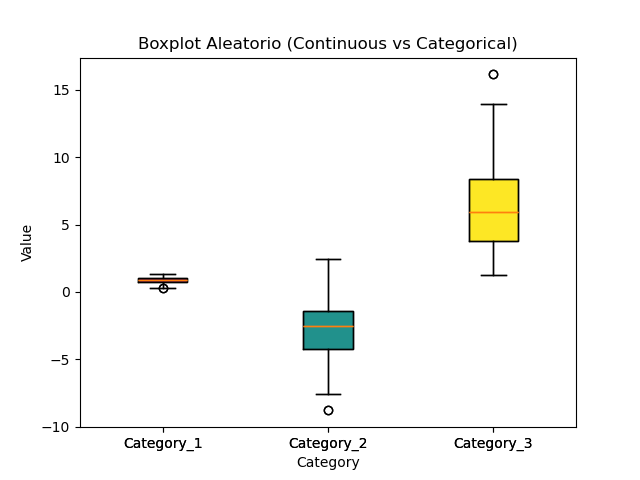 Boxplot Aleatorio (Continuous vs Categorical)
15
10
5
0
−5
−10
Value
Category_1
Category_2
Category_3
Category